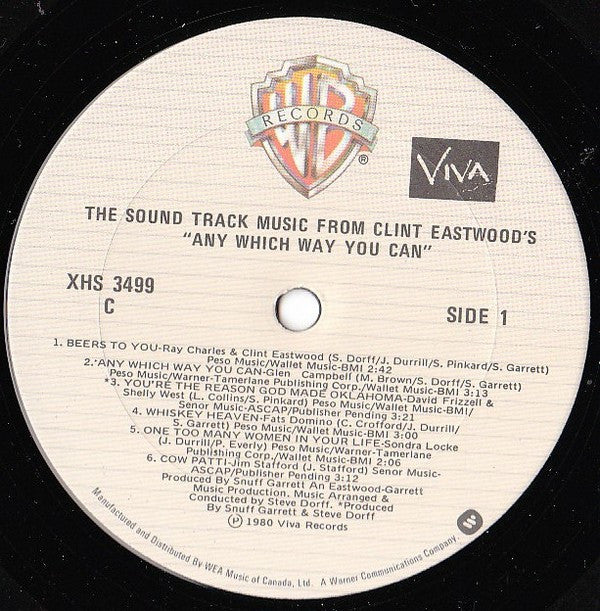 RECORDS
®
VIVA
THE SOUND TRACK MUSIC FROM CLINT EASTWOOD'S
"ANY WHICH WAY YOU CAN"
XHS 3499
C
SIDE 1
1. BEERS TO YOU-Ray Charles & Clint Eastwood (S. Dorff/J. Durrill/S. Pinkard/S. Garrett)
Peso Music/Wallet Music-BMI 2:42
2. *ANY WHICH WAY YOU CAN-Glen Campbell (M. Brown/S. Dorff/S. Garrett)
Peso Music/Warner-Tamerlane Publishing Corp./Wallet Music-BMI 3:13
*3. YOU'RE THE REASON GOD MADE OKLAHOMA-David Frizzell &
Shelly West (L. Collins/S. Pinkard) Peso Music/Wallet Music-BMI/
Senor Music-ASCAP/Publisher Pending 3:21
4. WHISKEY HEAVEN-Fats Domino (C. Crofford/J. Durrill/
S. Garrett) Peso Music/Wallet Music-BMI 3:00
5. ONE TOO MANY WOMEN IN YOUR LIFE-Sondra Locke
(J. Durrill/P. Everly) Peso Music/Warner-Tamerlane
Publishing Corp./Wallet Music-BMI 2:06
6. COW PATTI-Jim Stafford (J. Stafford) Senor Music-
ASCAP/Publisher Pending 3:12
Produced By Snuff Garrett An Eastwood-Garrett
Music Production. Music Arranged &
Conducted by Steve Dorff. *Produced
By Snuff Garrett & Steve Dorff
℗ 1980 Viva Records
Manufactured and Distributed By WEA Music of Canada, Ltd. A Warner Communications Company.